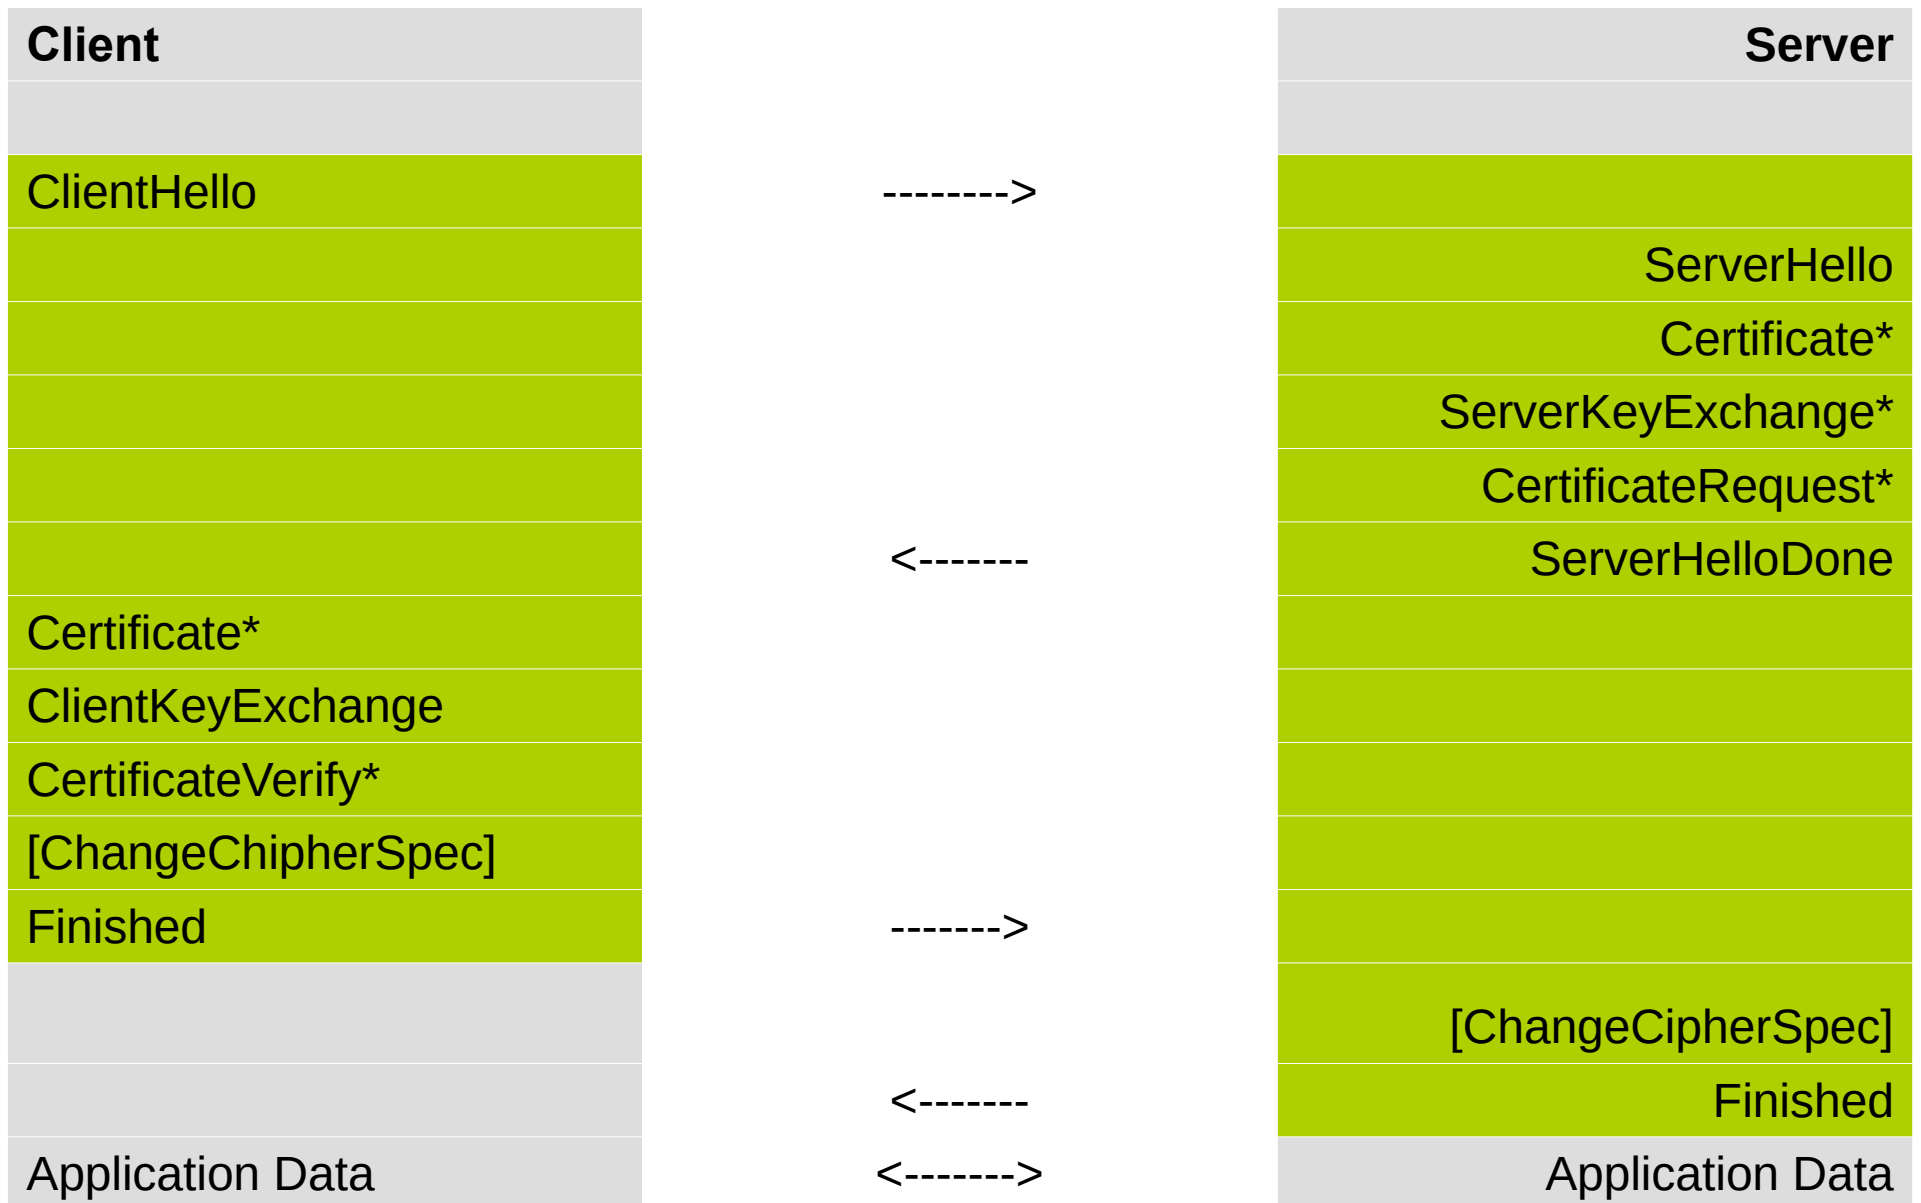 Client Server
ClientHello -------->
ServerHello
Certificate*
ServerKeyExchange*
CertificateRequest*
<------- ServerHelloDone
Certificate*
ClientKeyExchange
CertificateVerify*
[ChangeChipherSpec]
Finished ------->
[ChangeCipherSpec]
<------- Finished
Application Data <-------> Application Data